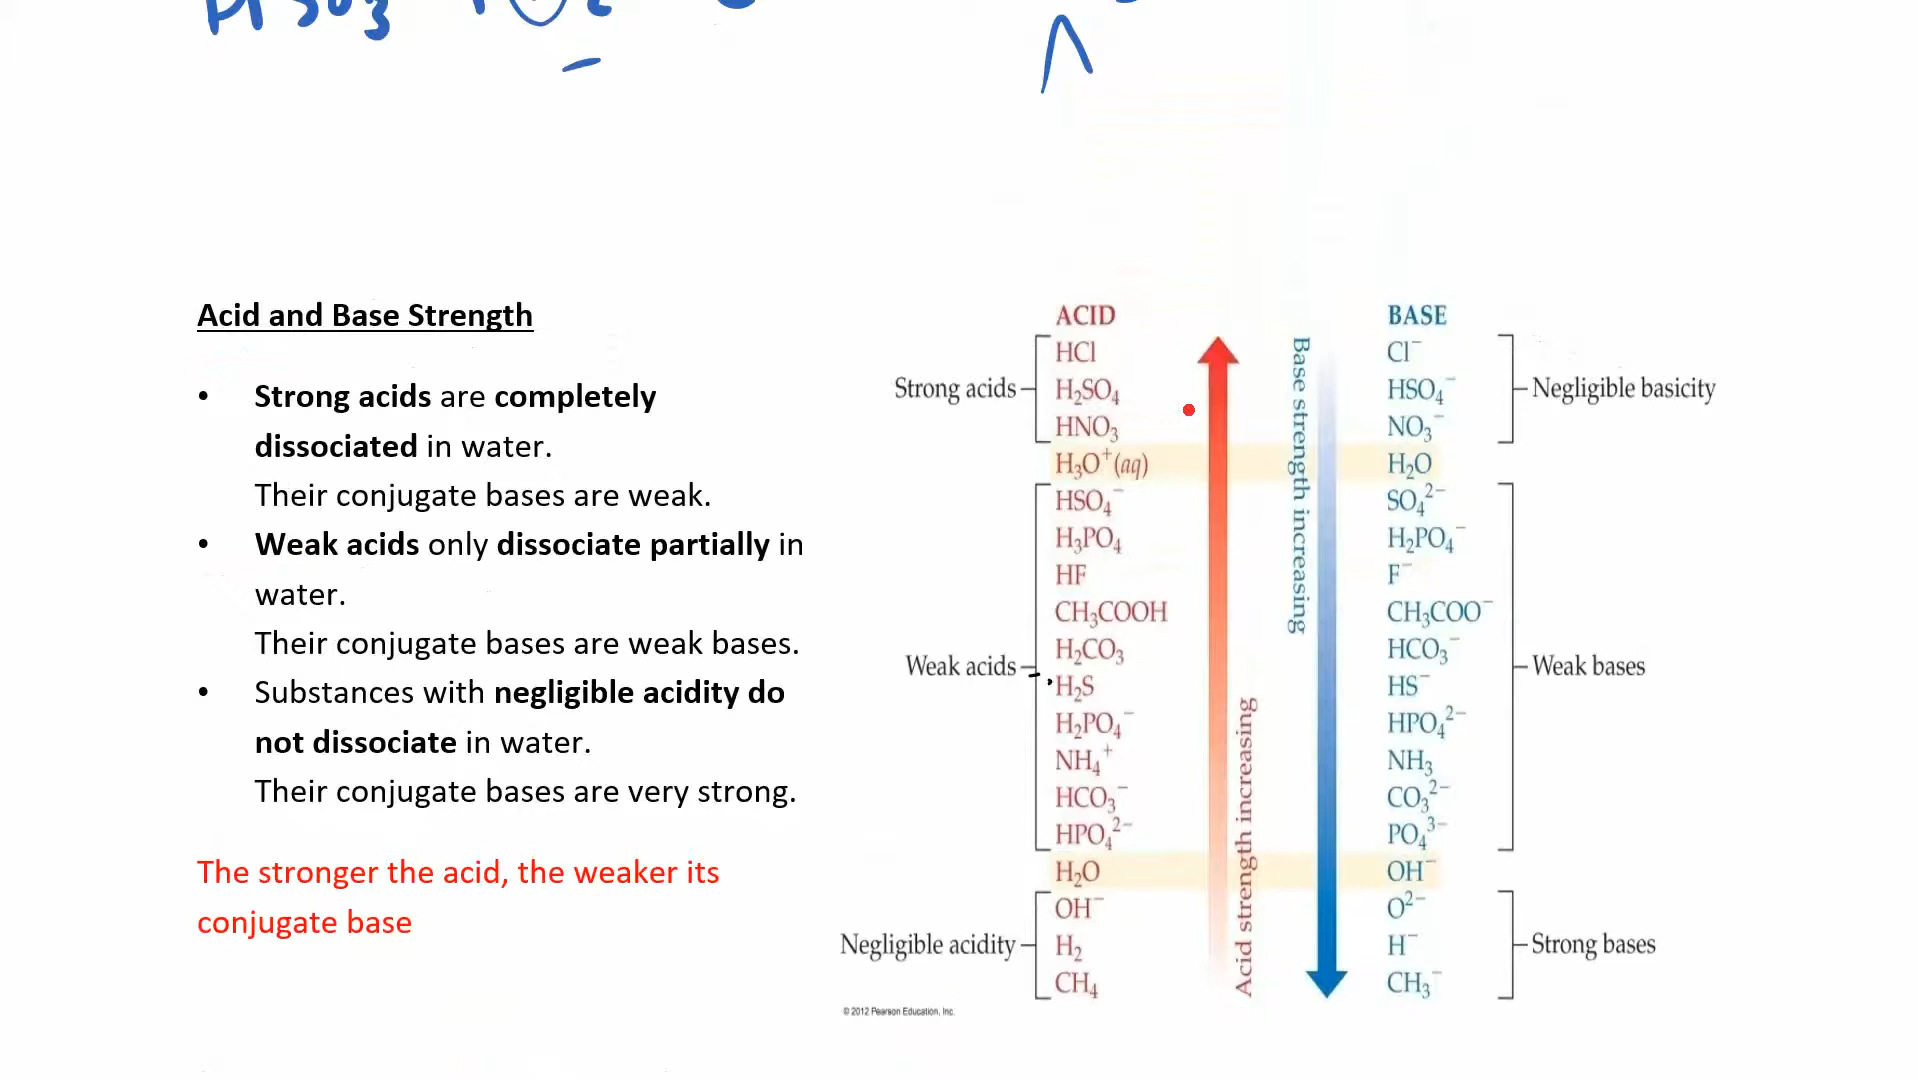 HSO₃
Acid and Base Strength
• Strong acids are completely
dissociated in water.
Their conjugate bases are weak.
• Weak acids only dissociate partially in
water.
Their conjugate bases are weak bases.
• Substances with negligible acidity do
not dissociate in water.
Their conjugate bases are very strong.
The stronger the acid, the weaker its
conjugate base
ACID
HCl
H₂SO₄
HNO₃
H₃O⁺(aq)
HSO₄⁻
H₃PO₄
HF
CH₃COOH
H₂CO₃
H₂S
H₂PO₄⁻
NH₄⁺
HCO₃⁻
HPO₄²⁻
H₂O
OH⁻
H₂
CH₄
Strong acids
Weak acids
Negligible acidity
Acid strength increasing
Base strength increasing
BASE
Cl⁻
HSO₄⁻
NO₃⁻
H₂O
SO₄²⁻
H₂PO₄⁻
F⁻
CH₃COO⁻
HCO₃⁻
HS⁻
HPO₄²⁻
NH₃
CO₃²⁻
PO₄³⁻
OH⁻
O²⁻
H⁻
CH₃⁻
Negligible basicity
Weak bases
Strong bases
© 2012 Pearson Education, Inc.